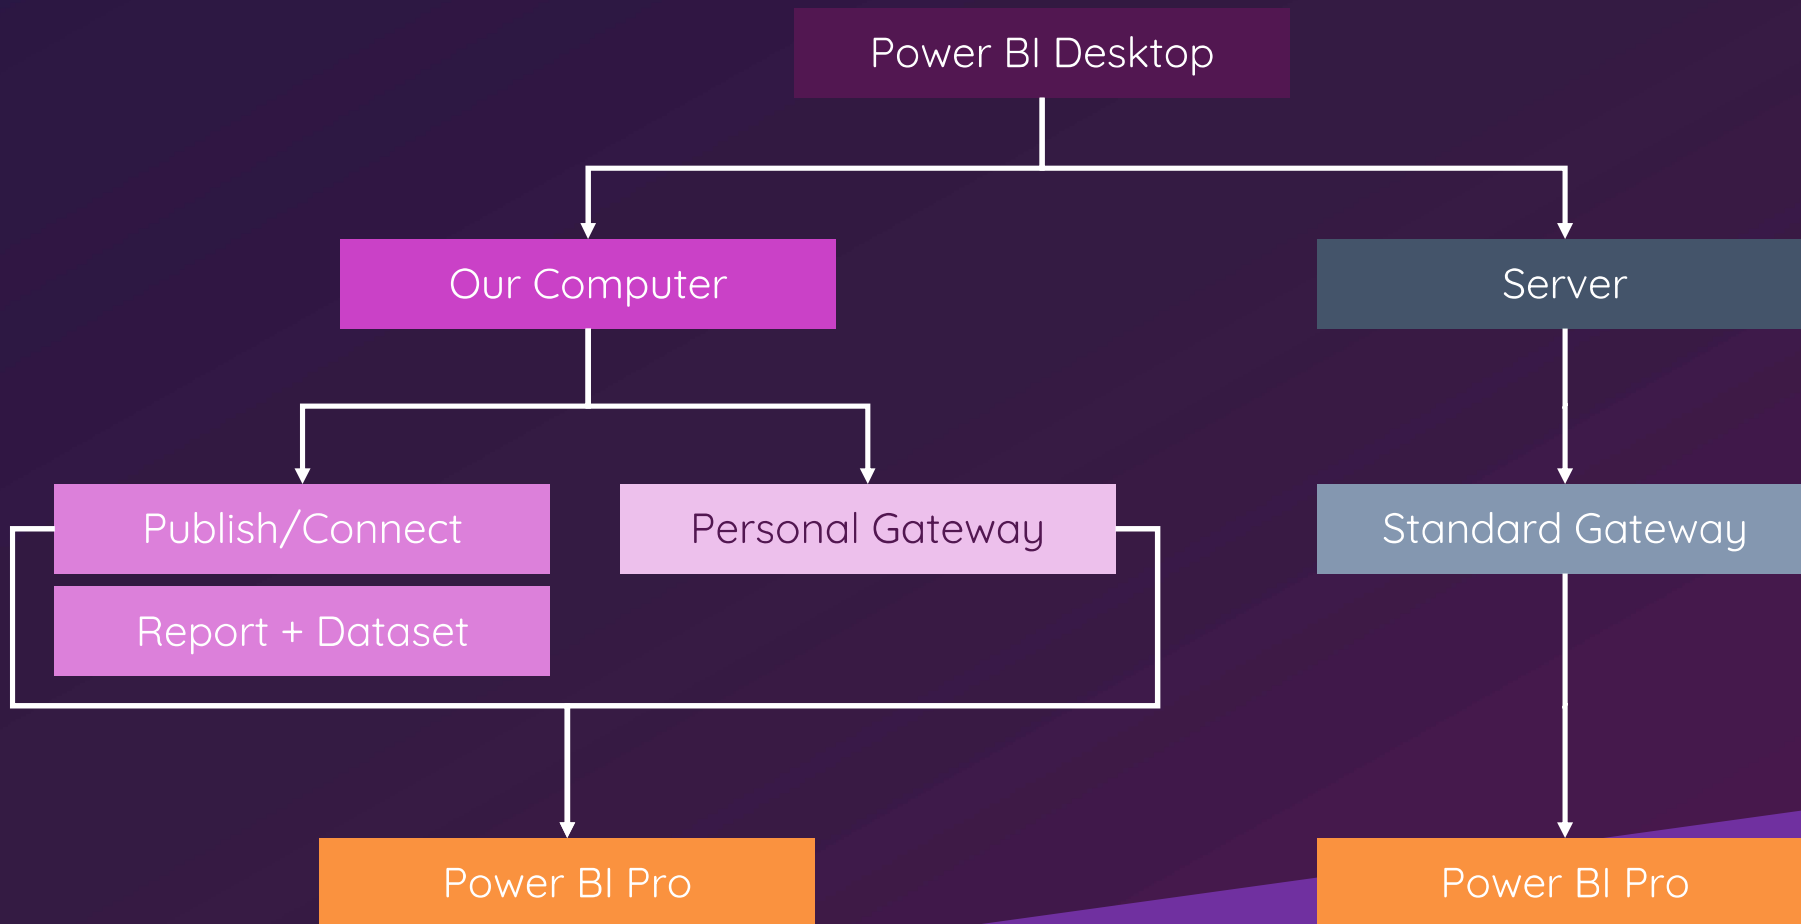 Power BI Desktop
Our Computer
Server
Publish/Connect
Personal Gateway
Standard Gateway
Report + Dataset
Power BI Pro
Power BI Pro